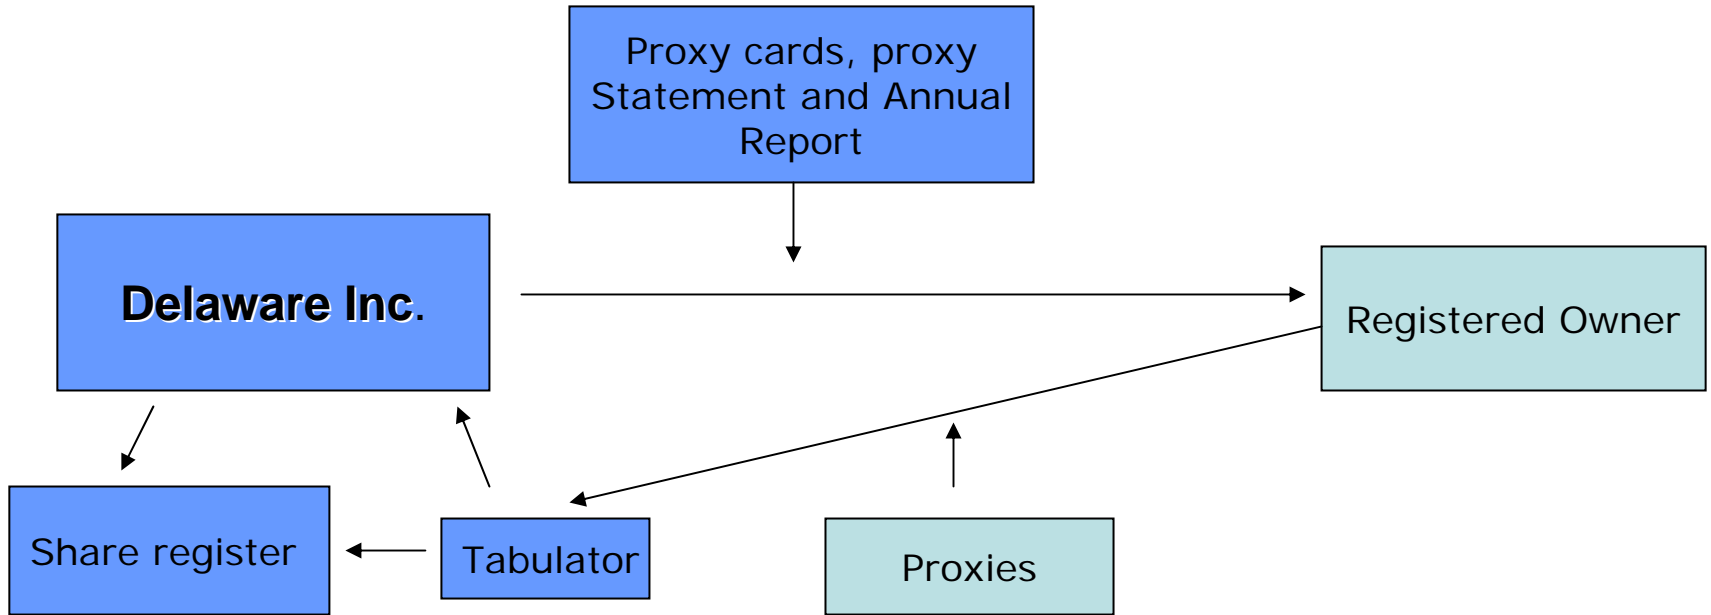 Proxy cards, proxy
Statement and Annual
Report
Delaware Inc.
Registered Owner
Share register
Tabulator
Proxies